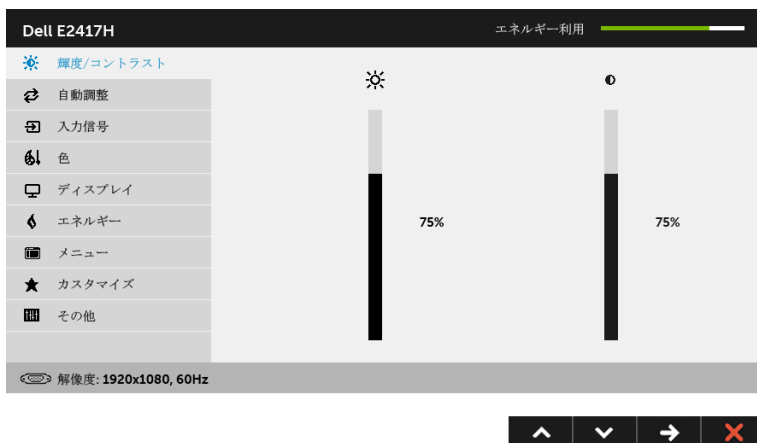 Dell E2417H
エネルギー利用
輝度/コントラスト
自動調整
入力信号
色
ディスプレイ
エネルギー
メニュー
カスタマイズ
その他
75%
75%
解像度: 1920x1080, 60Hz